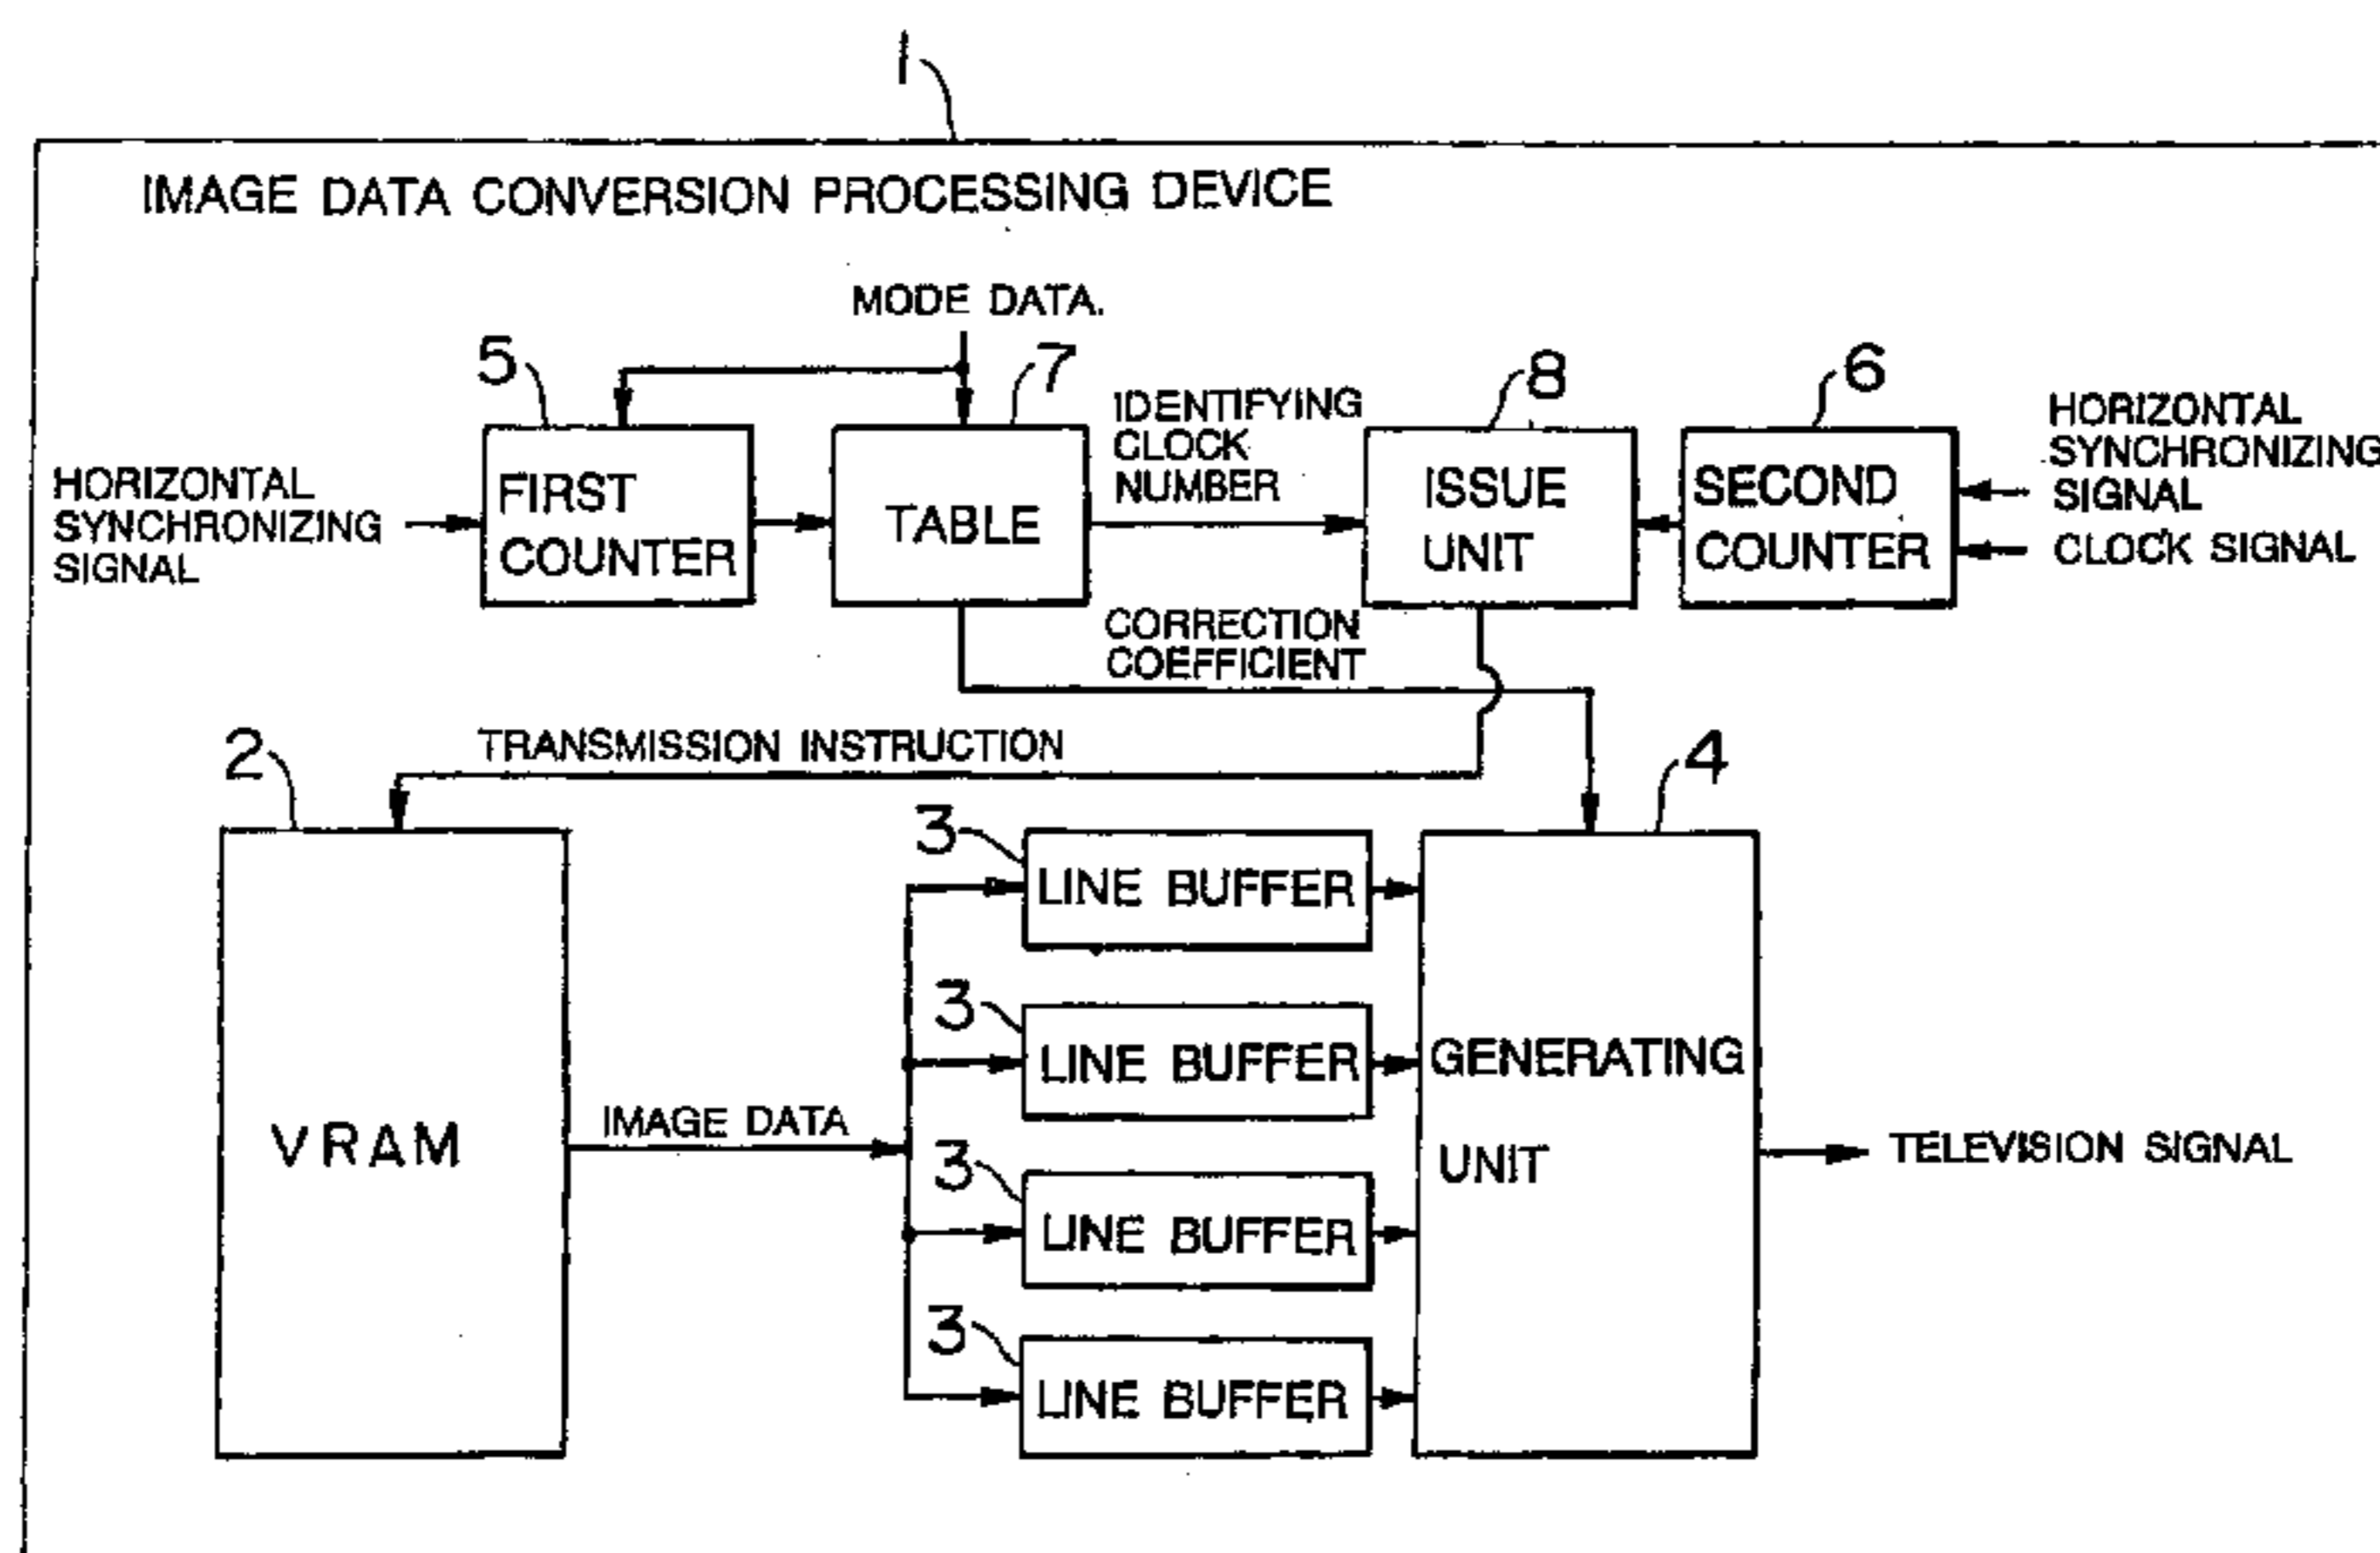 1
IMAGE DATA CONVERSION PROCESSING DEVICE
MODE DATA.
5
7
8
6
IDENTIFYING
CLOCK
NUMBER
HORIZONTAL
SYNCHRONIZING
SIGNAL
FIRST
COUNTER
TABLE
ISSUE
UNIT
SECOND
COUNTER
HORIZONTAL
SYNCHRONIZING
SIGNAL
CLOCK SIGNAL
CORRECTION
COEFFICIENT
TRANSMISSION INSTRUCTION
2
4
3
LINE BUFFER
3
LINE BUFFER
GENERATING
UNIT
VRAM
IMAGE DATA
3
LINE BUFFER
TELEVISION SIGNAL
3
LINE BUFFER